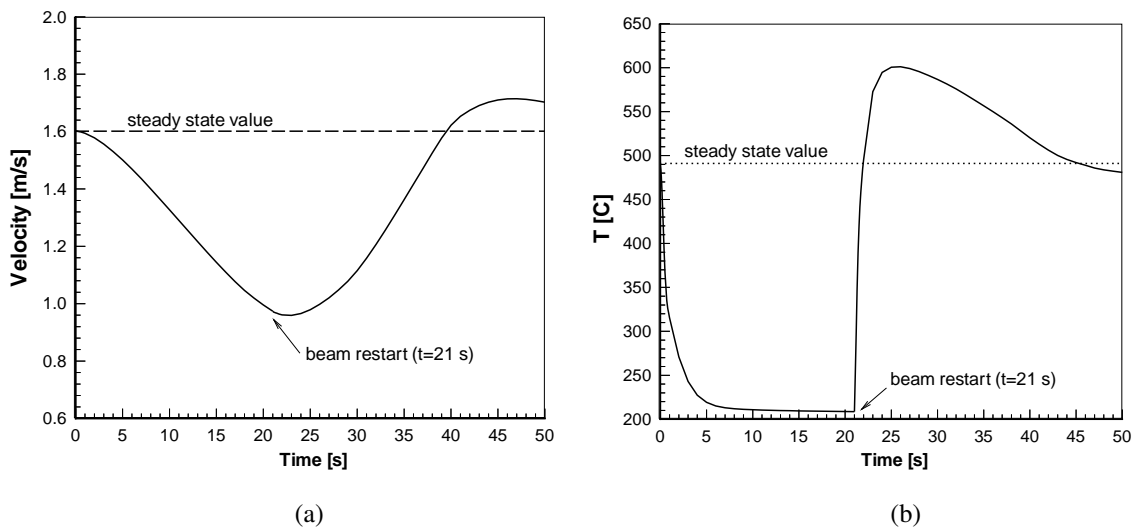 2.0
1.8
1.6
1.4
1.2
1.0
0.8
0.6
Velocity [m/s]
steady state value
beam restart (t=21 s)
0 5 10 15 20 25 30 35 40 45 50
Time [s]
(a)
650
600
550
500
450
400
350
300
250
200
T [C]
steady state value
beam restart (t=21 s)
0 5 10 15 20 25 30 35 40 45 50
Time [s]
(b)